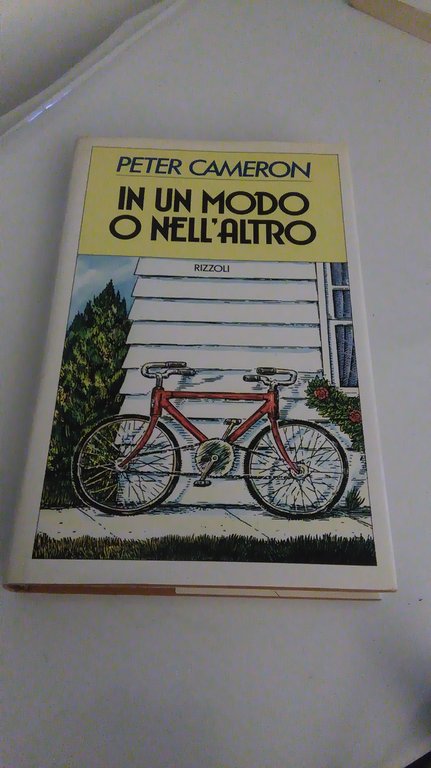 PETER CAMERON
IN UN MODO
O NELL'ALTRO
RIZZOLI